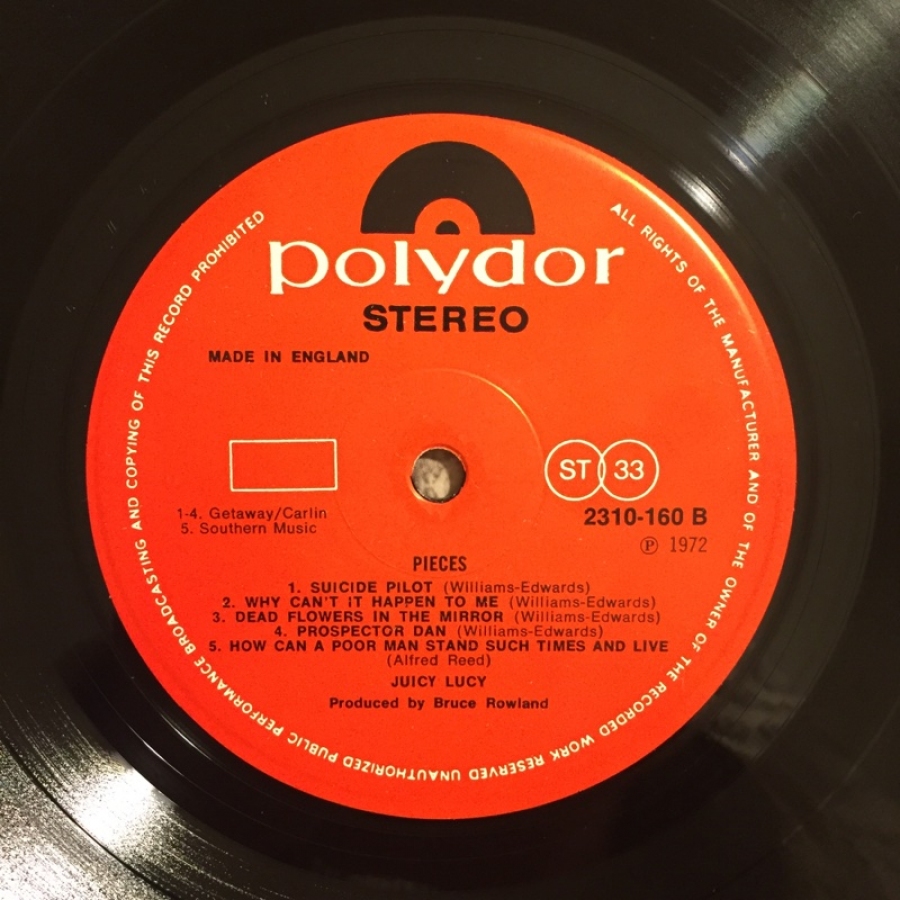 polydor
STEREO
MADE IN ENGLAND
ST 33
1-4. Getaway/Carlin
5. Southern Music
2310-160 B
Ⓟ 1972
PIECES
1. SUICIDE PILOT (Williams-Edwards)
2. WHY CAN'T IT HAPPEN TO ME (Williams-Edwards)
3. DEAD FLOWERS IN THE MIRROR (Williams-Edwards)
4. PROSPECTOR DAN (Williams-Edwards)
5. HOW CAN A POOR MAN STAND SUCH TIMES AND LIVE
(Alfred Reed)
JUICY LUCY
Produced by Bruce Rowland
ALL RIGHTS OF THE MANUFACTURER AND OF THE OWNER OF THE RECORDED WORK RESERVED UNAUTHORIZED PUBLIC PERFORMANCE BROADCASTING AND COPYING OF THIS RECORD PROHIBITED